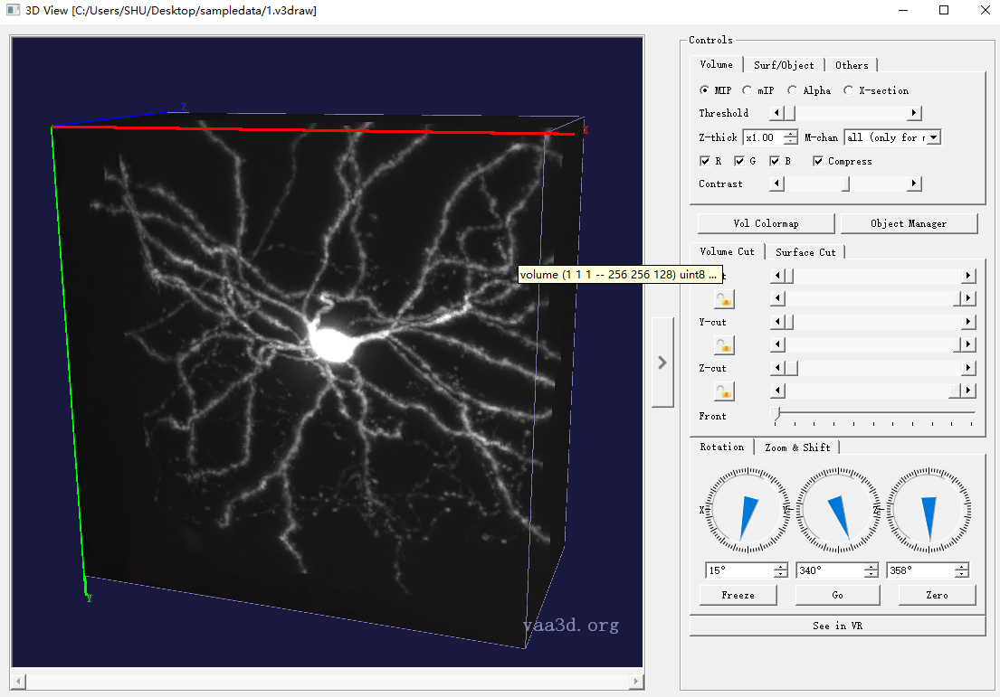 3D View [C:/Users/SHU/Desktop/sampledata/1.v3draw]
Z
X
volume (1 1 1 -- 256 256 128) uint8 ...
Y
vaa3d.org
Controls
Volume Surf/Object Others
MIP mIP Alpha X-section
Threshold
Z-thick x1.00 M-chan all (only for
R G B Compress
Contrast
Vol Colormap Object Manager
Volume Cut Surface Cut
Y-cut
Z-cut
Front
Rotation Zoom & Shift
X Y Z
15° 340° 358°
Freeze Go Zero
See in VR